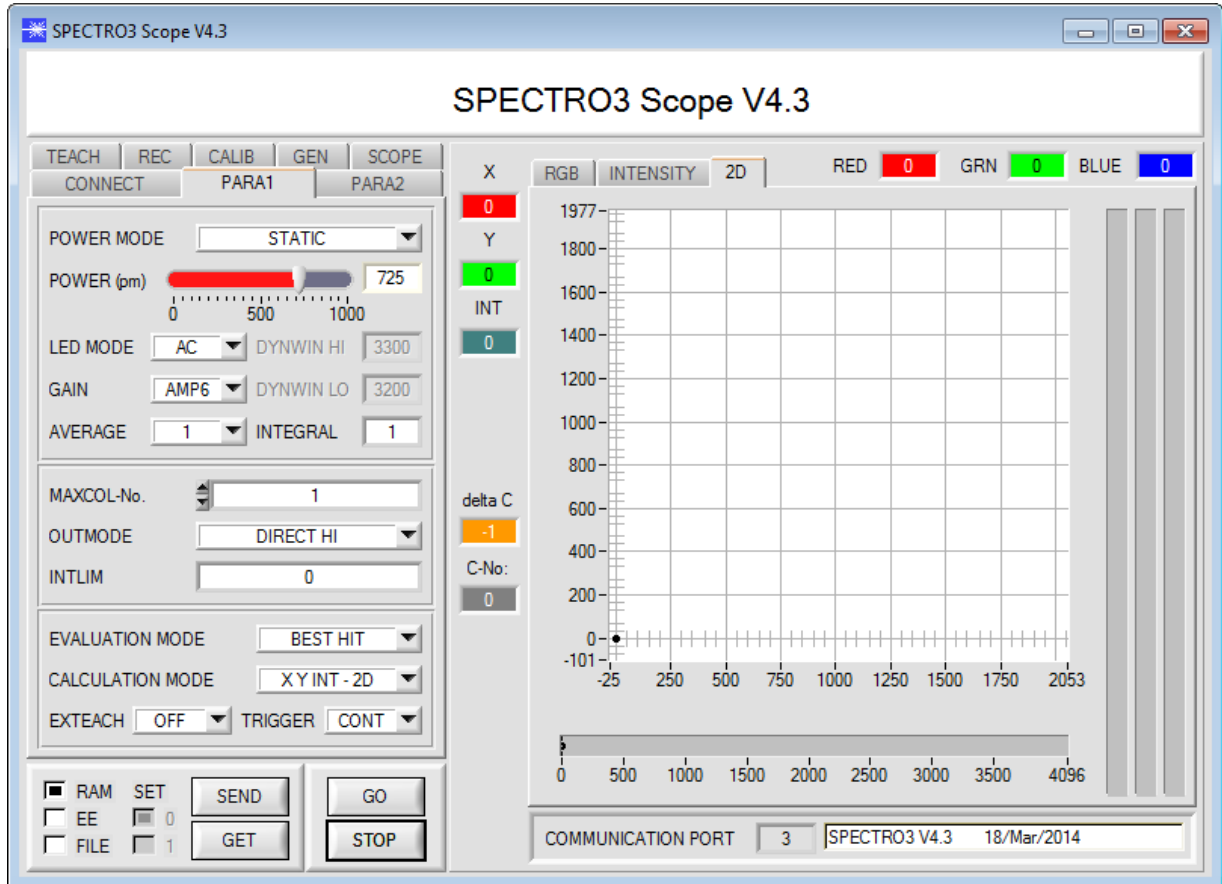 SPECTRO3 Scope V4.3
SPECTRO3 Scope V4.3
TEACH REC CALIB GEN SCOPE
CONNECT PARA1 PARA2
POWER MODE STATIC
POWER (pm) 725
0 500 1000
LED MODE AC DYNWIN HI 3300
GAIN AMP6 DYNWIN LO 3200
AVERAGE 1 INTEGRAL 1
MAXCOL-No. 1
OUTMODE DIRECT HI
INTLIM 0
EVALUATION MODE BEST HIT
CALCULATION MODE X Y INT - 2D
EXTEACH OFF TRIGGER CONT
RAM SET SEND GO
EE 0
FILE 1 GET STOP
X
0
Y
0
INT
0
delta C
-1
C-No:
0
RGB INTENSITY 2D RED 0 GRN 0 BLUE 0
1977
1800
1600
1400
1200
1000
800
600
400
200
0
-101
-25 250 500 750 1000 1250 1500 1750 2053
0 500 1000 1500 2000 2500 3000 3500 4096
COMMUNICATION PORT 3 SPECTRO3 V4.3 18/Mar/2014